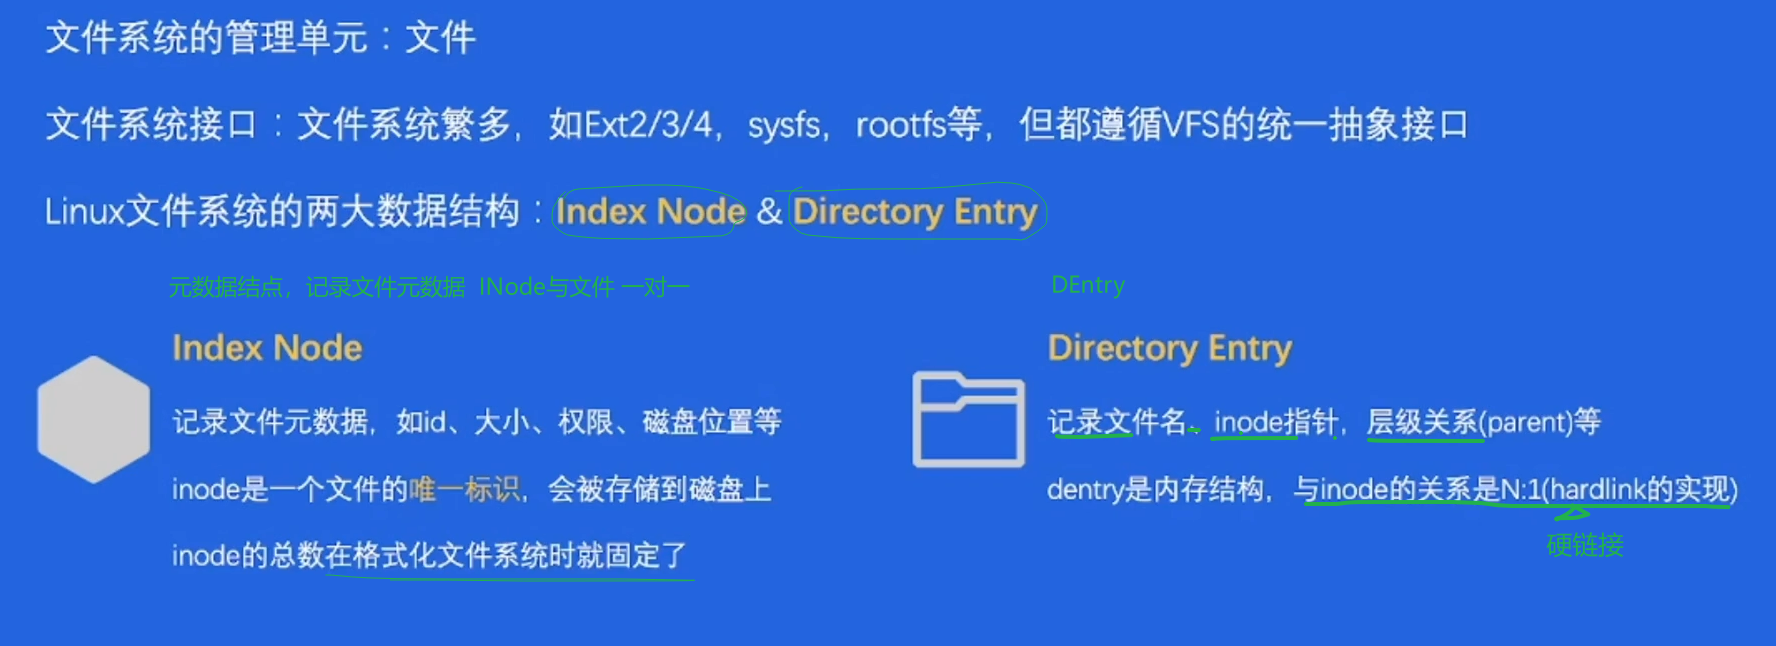 文件系统的管理单元：文件
文件系统接口：文件系统繁多，如Ext2/3/4，sysfs，rootfs等，但都遵循VFS的统一抽象接口
Linux文件系统的两大数据结构：Index Node & Directory Entry
元数据结点，记录文件元数据 INode与文件 一对一
Index Node
记录文件元数据，如id、大小、权限、磁盘位置等
inode是一个文件的唯一标识，会被存储到磁盘上
inode的总数在格式化文件系统时就固定了
DEntry
Directory Entry
记录文件名、inode指针，层级关系(parent)等
dentry是内存结构，与inode的关系是N:1(hardlink的实现)
硬链接